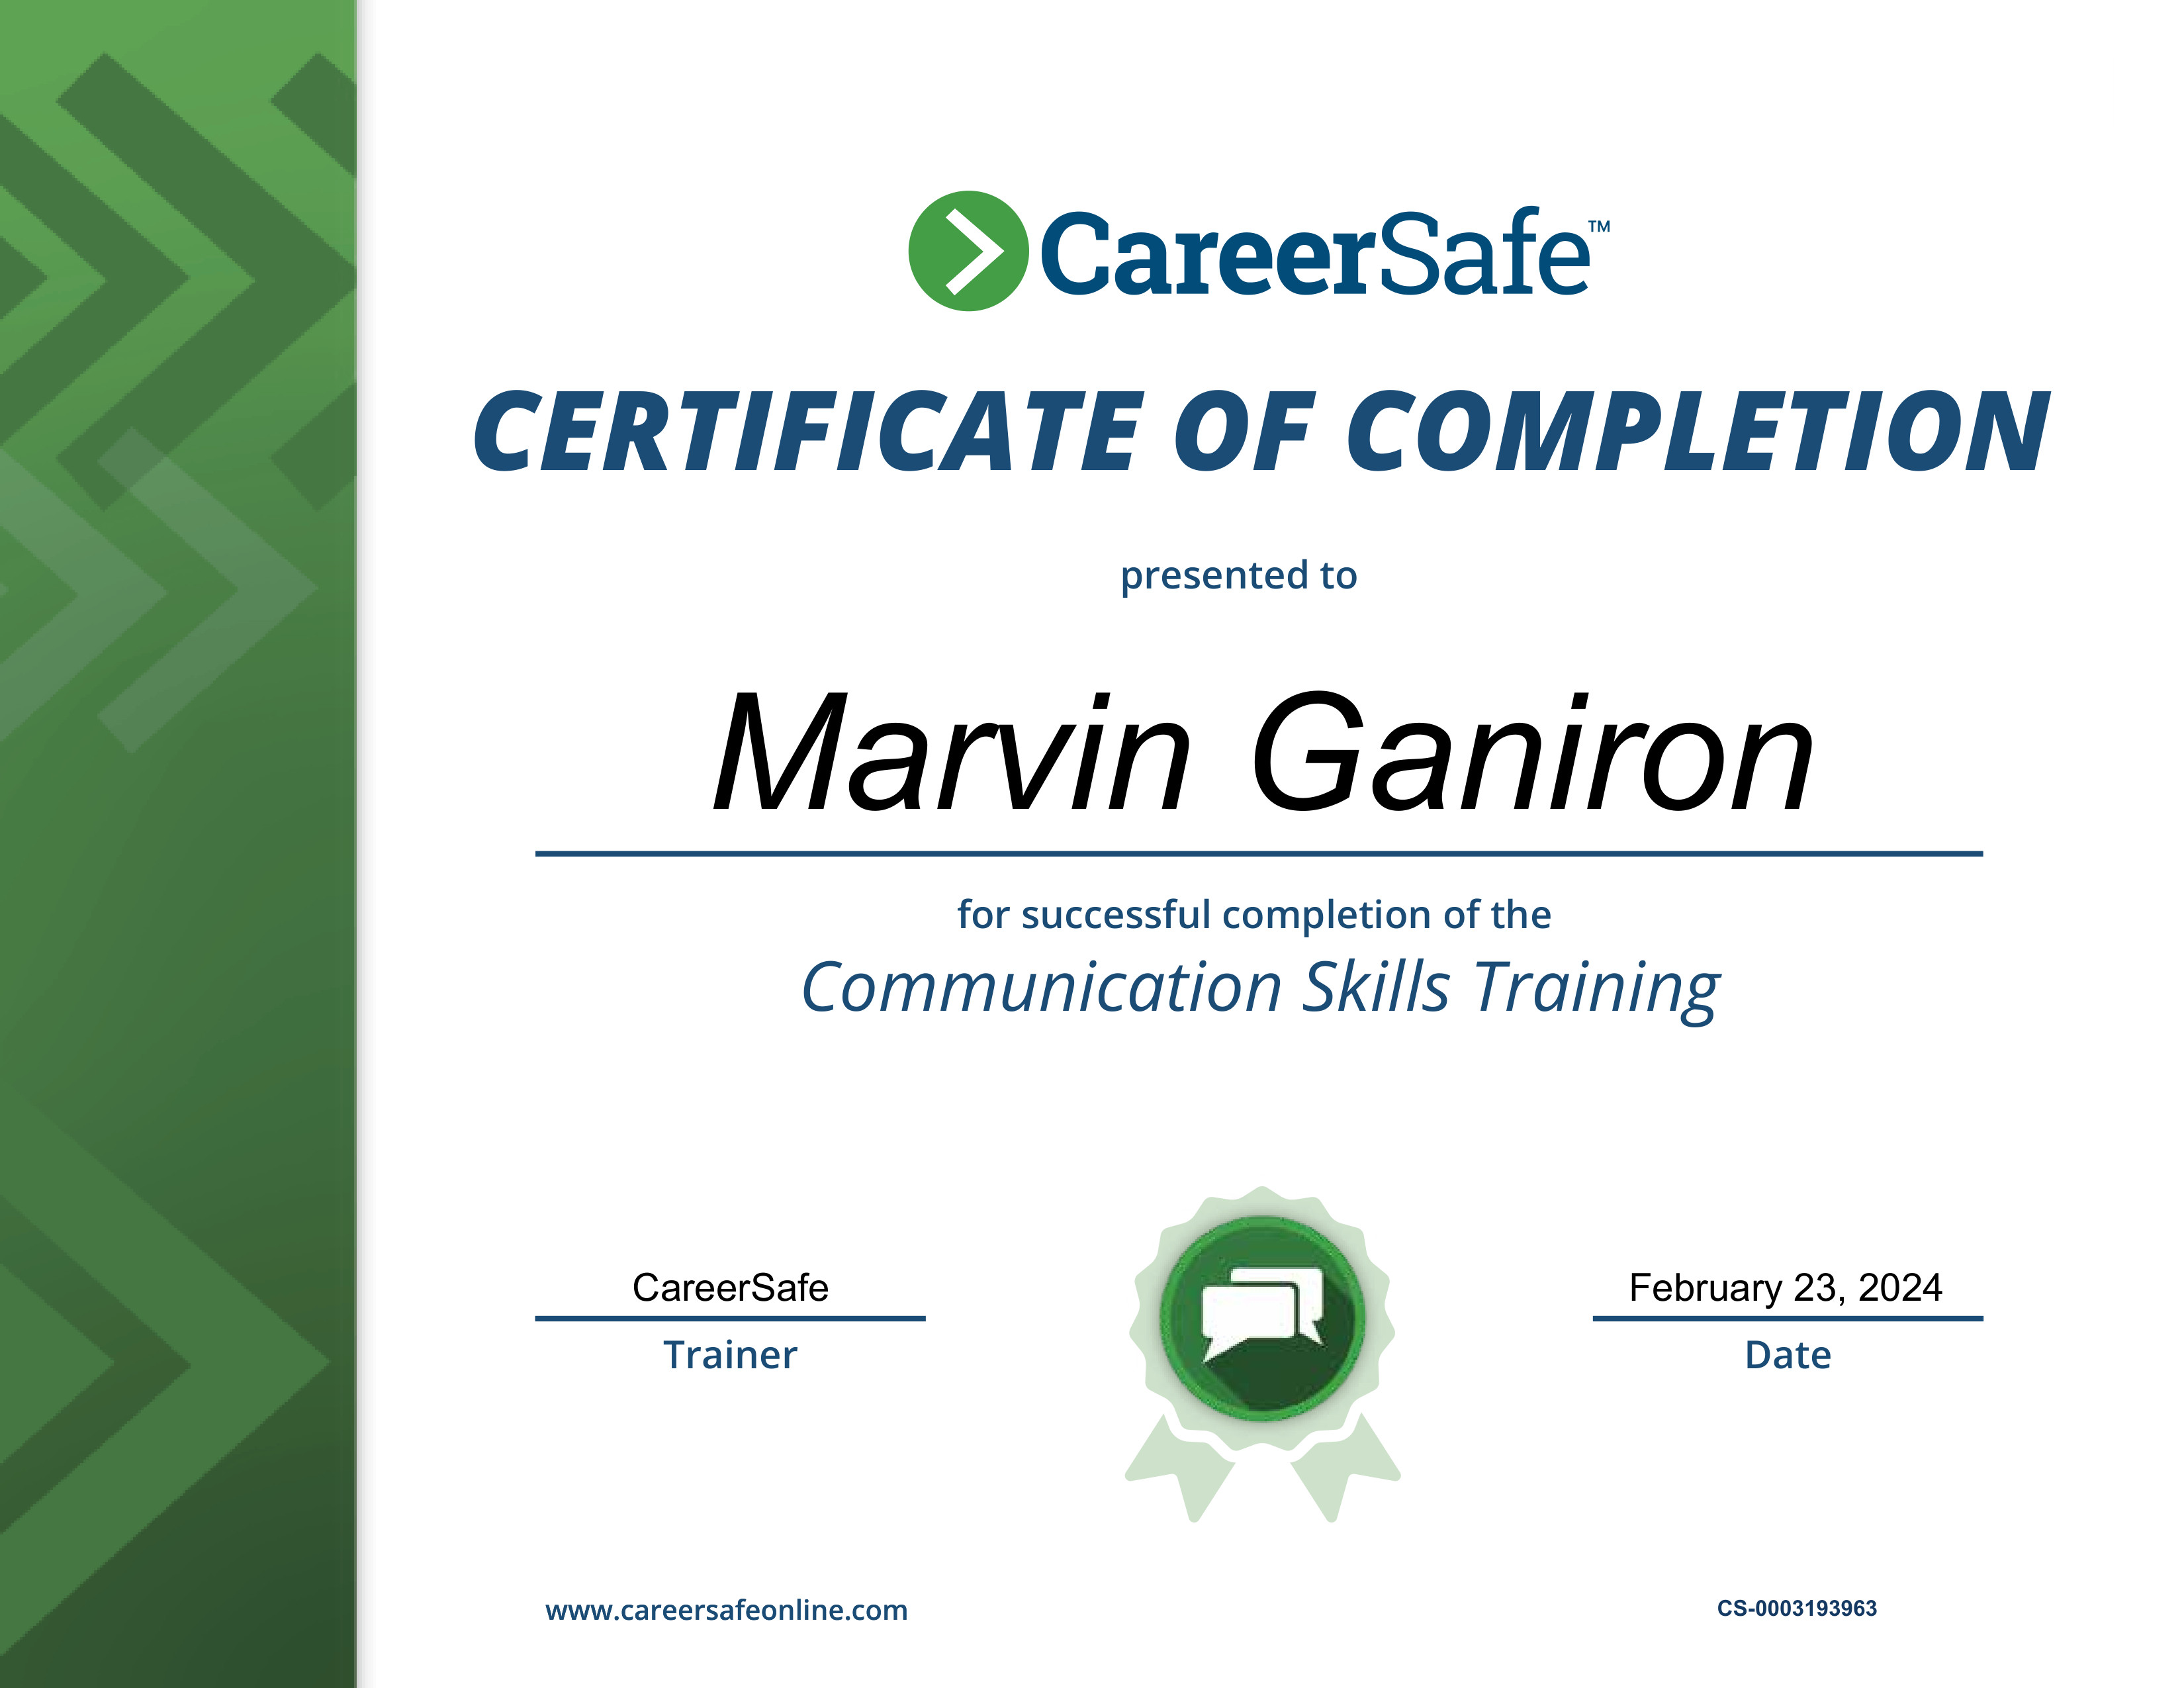 CareerSafe™
CERTIFICATE OF COMPLETION
presented to
Marvin Ganiron
for successful completion of the
Communication Skills Training
CareerSafe
Trainer
February 23, 2024
Date
www.careersafeonline.com
CS-0003193963